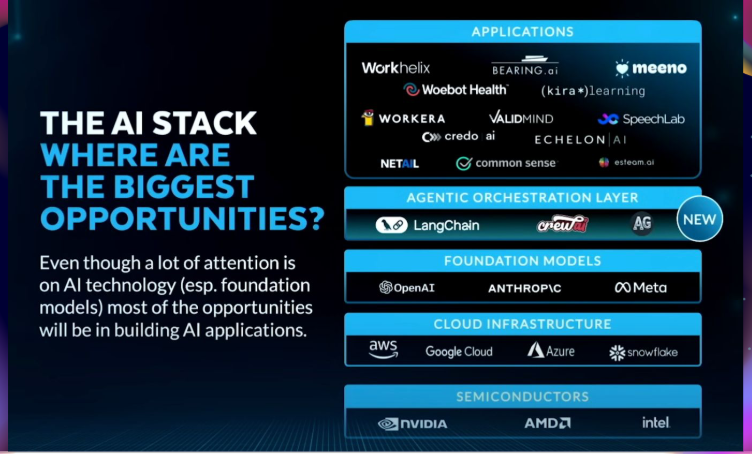 THE AI STACK
WHERE ARE
THE BIGGEST
OPPORTUNITIES?
Even though a lot of attention is
on AI technology (esp. foundation
models) most of the opportunities
will be in building AI applications.
APPLICATIONS
Workhelix
BEARING.ai
meeno
Woebot Health
(kira*)learning
WORKERA
VALIDMIND
SpeechLab
credo ai
ECHELON|AI
NETAIL
common sense
esteam.ai
AGENTIC ORCHESTRATION LAYER
NEW
LangChain
crewai
AG
FOUNDATION MODELS
OpenAI
ANTHROP\C
Meta
CLOUD INFRASTRUCTURE
aws
Google Cloud
Azure
snowflake
SEMICONDUCTORS
NVIDIA
AMD
intel